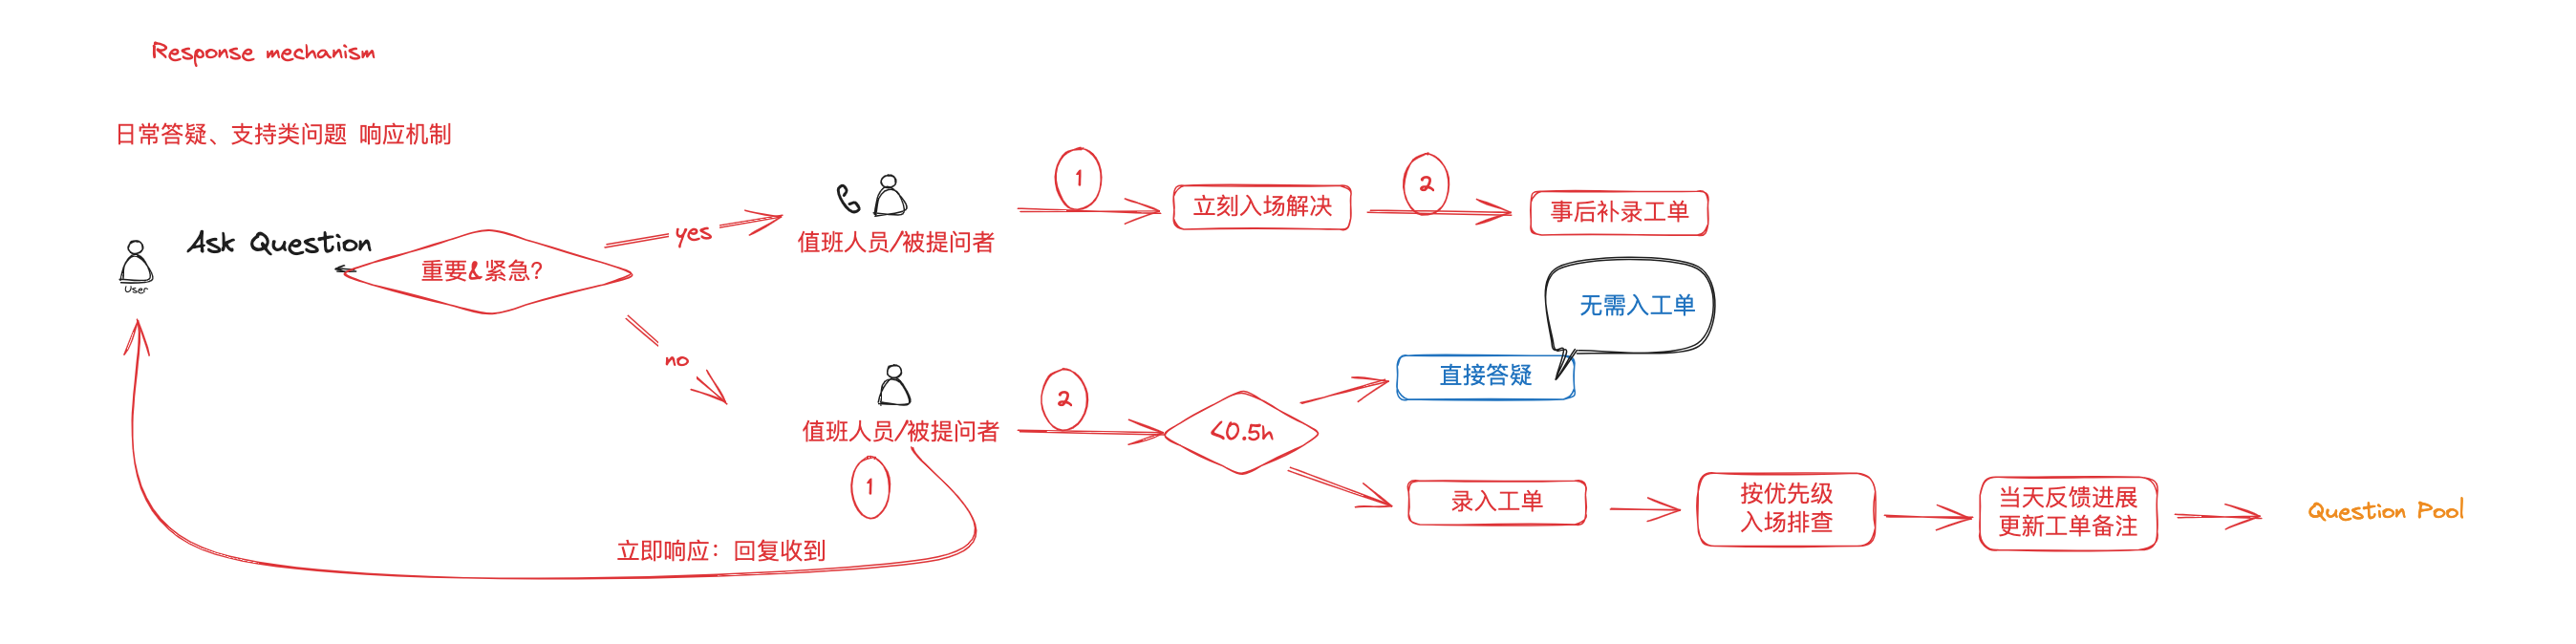 Response mechanism
日常答疑、支持类问题 响应机制
User
Ask Question
重要&紧急?
yes
值班人员/被提问者
1
立刻入场解决
2
事后补录工单
no
值班人员/被提问者
1
立即响应：回复收到
2
<0.5h
直接答疑
无需入工单
录入工单
按优先级
入场排查
当天反馈进展
更新工单备注
Question Pool